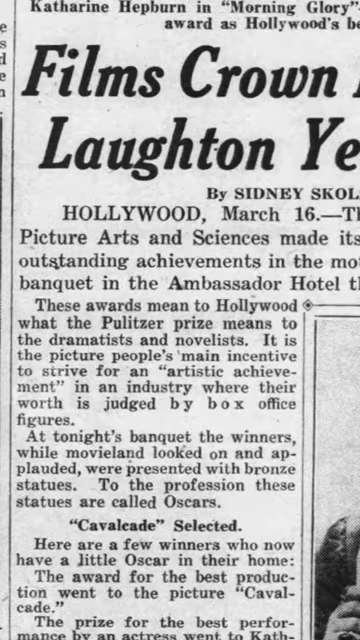 Katharine Hepburn in "Morning Glory"
award as Hollywood's be
Films Crown
Laughton Ye
By SIDNEY SKOL
HOLLYWOOD, March 16.—Th
Picture Arts and Sciences made its
outstanding achievements in the mo
banquet in the Ambassador Hotel t
These awards mean to Hollywood
what the Pulitzer prize means to
the dramatists and novelists. It is
the picture people's main incentive
to strive for an "artistic achieve-
ment" in an industry where their
worth is judged by box office
figures.
At tonight's banquet the winners,
while movieland looked on and ap-
plauded, were presented with bronze
statues. To the profession these
statues are called Oscars.
"Cavalcade" Selected.
Here are a few winners who now
have a little Oscar in their home:
The award for the best produc-
tion went to the picture "Caval-
cade."
The prize for the best perfor-
mance by an actress went to Kath-